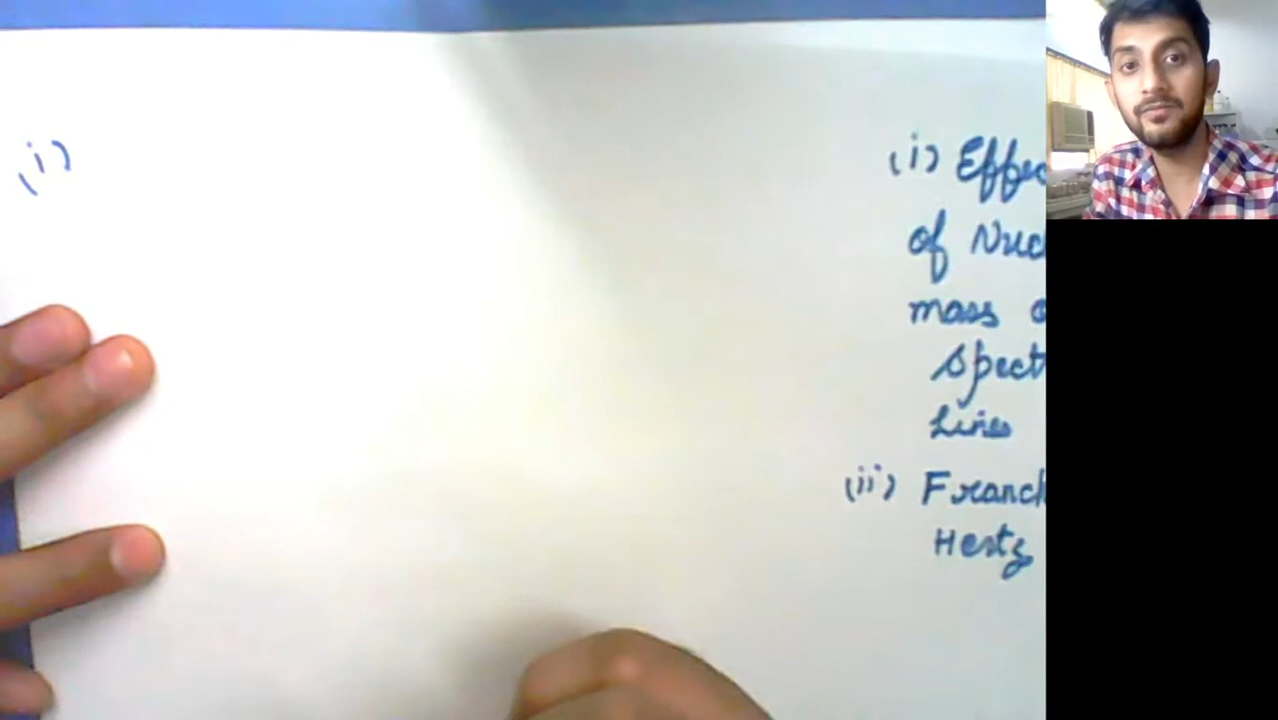 (i)
(i) Effec
of Nuc
mass o
Spect
Lines
(ii) Franck
Hertz